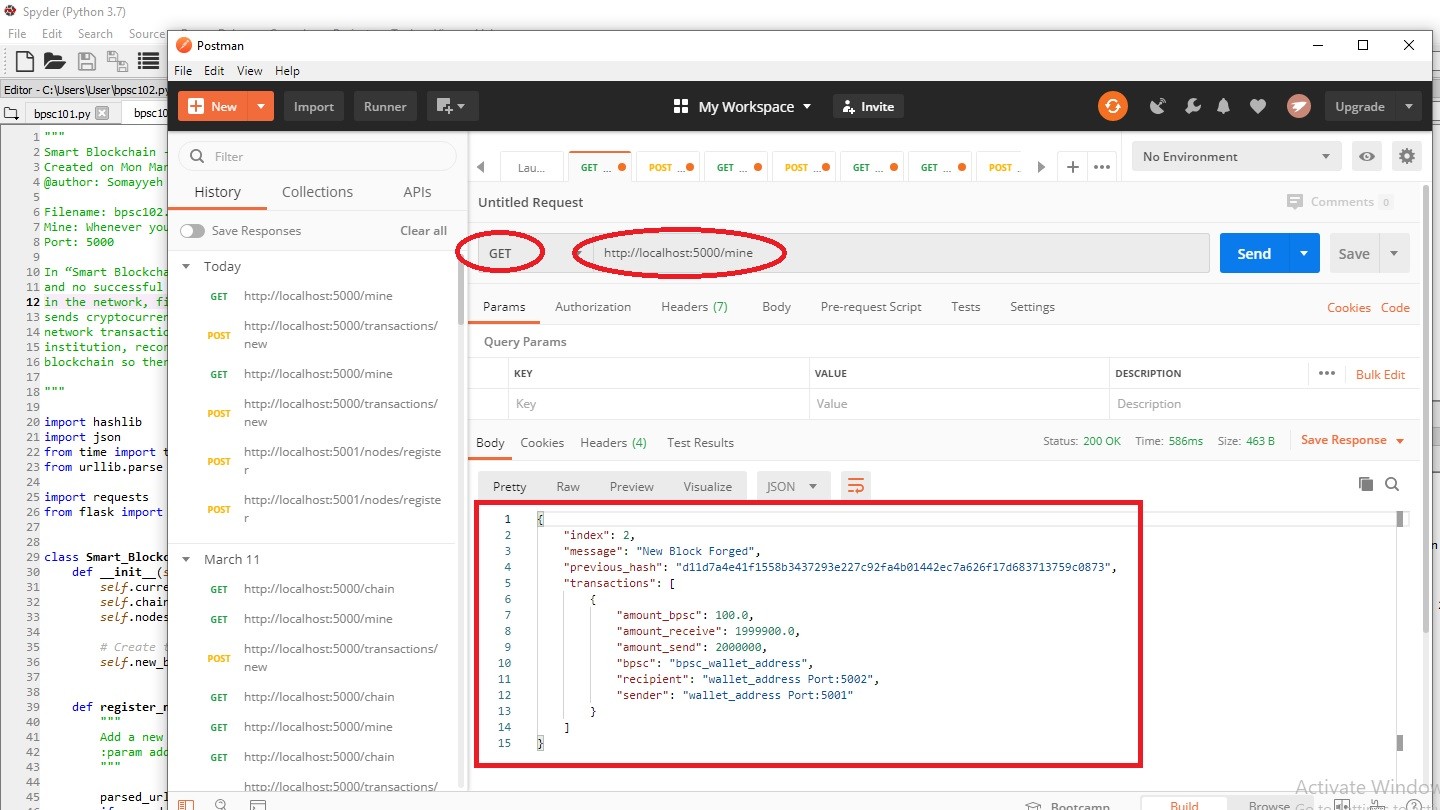 Spyder (Python 3.7)
File Edit Search Source
Editor - C:\Users\User\bpsc102.py
bpsc101.py bpsc10
1 """
2 Smart Blockchain -
3 Created on Mon Mar
4 @author: Somayyeh
5
6 Filename: bpsc102.
7 Mine: Whenever you
8 Port: 5000
9
10 In “Smart Blockcha
11 and no successful
12 in the network, fi
13 sends cryptocurren
14 network transactio
15 institution, recor
16 blockchain so ther
17
18 """
19
20 import hashlib
21 import json
22 from time import t
23 from urllib.parse
24
25 import requests
26 from flask import
27
28
29 class Smart_Blockc
30 def __init__(s
31 self.curre
32 self.chain
33 self.nodes
34
35 # Create t
36 self.new_b
37
38
39 def register_n
40 """
41 Add a new
42 :param add
43 """
44
45 parsed_url
46
Postman
File Edit View Help
New Import Runner My Workspace Invite Upgrade
Filter
History Collections APIs
Save Responses Clear all
Today
GET http://localhost:5000/mine
POST http://localhost:5000/transactions/
new
GET http://localhost:5000/mine
POST http://localhost:5000/transactions/
new
POST http://localhost:5001/nodes/registe
r
POST http://localhost:5001/nodes/registe
r
March 11
GET http://localhost:5000/chain
GET http://localhost:5000/mine
POST http://localhost:5000/transactions/
new
GET http://localhost:5000/chain
GET http://localhost:5000/mine
GET http://localhost:5000/chain
http://localhost:5000/transactions/
Lau... GET ... POST ... GET ... POST ... GET ... GET ... POST . No Environment
Untitled Request Comments 0
GET http://localhost:5000/mine Send Save
Params Authorization Headers (7) Body Pre-request Script Tests Settings Cookies Code
Query Params
KEY VALUE DESCRIPTION Bulk Edit
Key Value Description
Body Cookies Headers (4) Test Results Status: 200 OK Time: 586ms Size: 463 B Save Response
Pretty Raw Preview Visualize JSON
1 {
2 "index": 2,
3 "message": "New Block Forged",
4 "previous_hash": "d11d7a4e41f1558b3437293e227c92fa4b01442ec7a626f17d683713759c0873",
5 "transactions": [
6 {
7 "amount_bpsc": 100.0,
8 "amount_receive": 1999900.0,
9 "amount_send": 2000000,
10 "bpsc": "bpsc_wallet_address",
11 "recipient": "wallet_address Port:5002",
12 "sender": "wallet_address Port:5001"
13 }
14 ]
15 }
Activate Window
Bootcamp Build Browse